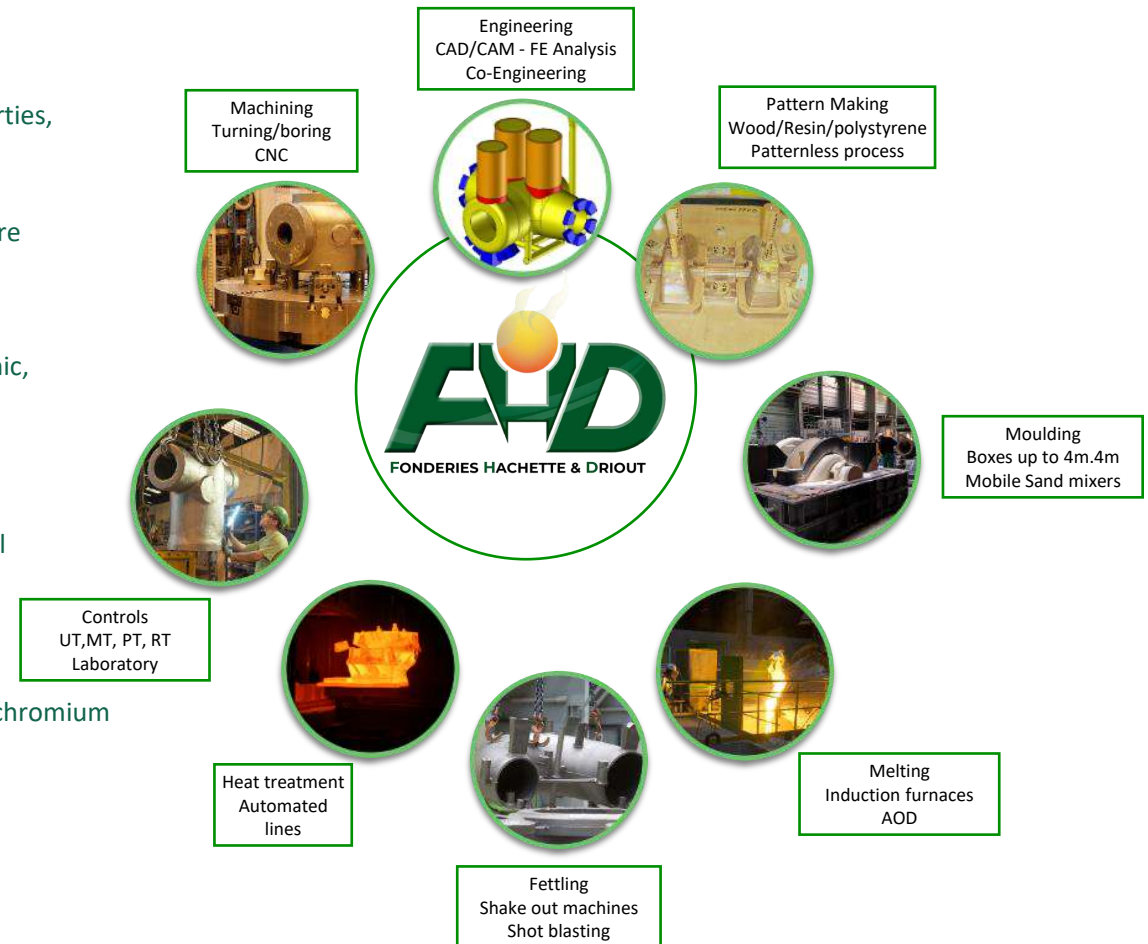 Engineering
CAD/CAM - FE Analysis
Co-Engineering
Machining
Turning/boring
CNC
Pattern Making
Wood/Resin/polystyrene
Patternless process
FHD
FONDERIES HACHETTE & DRIOUT
Moulding
Boxes up to 4m.4m
Mobile Sand mixers
Controls
UT,MT, PT, RT
Laboratory
Heat treatment
Automated
lines
Melting
Induction furnaces
AOD
Fettling
Shake out machines
Shot blasting
rties,
re
nic,
l
chromium